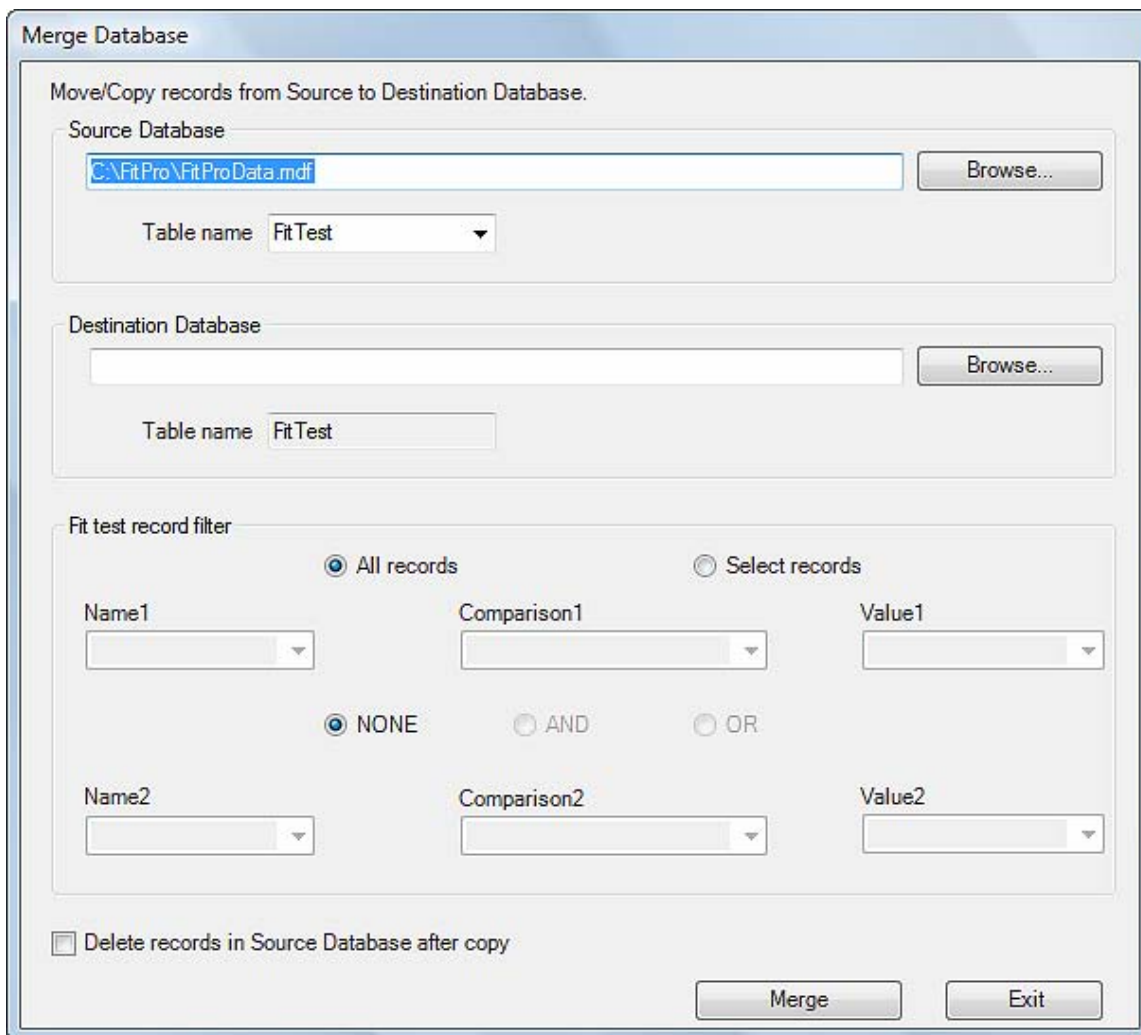 Merge Database
Move/Copy records from Source to Destination Database.
Source Database
C:\FitPro\FitProData.mdf
Browse...
Table name FitTest
Destination Database
Browse...
Table name FitTest
Fit test record filter
All records Select records
Name1 Comparison1 Value1
NONE AND OR
Name2 Comparison2 Value2
Delete records in Source Database after copy
Merge Exit